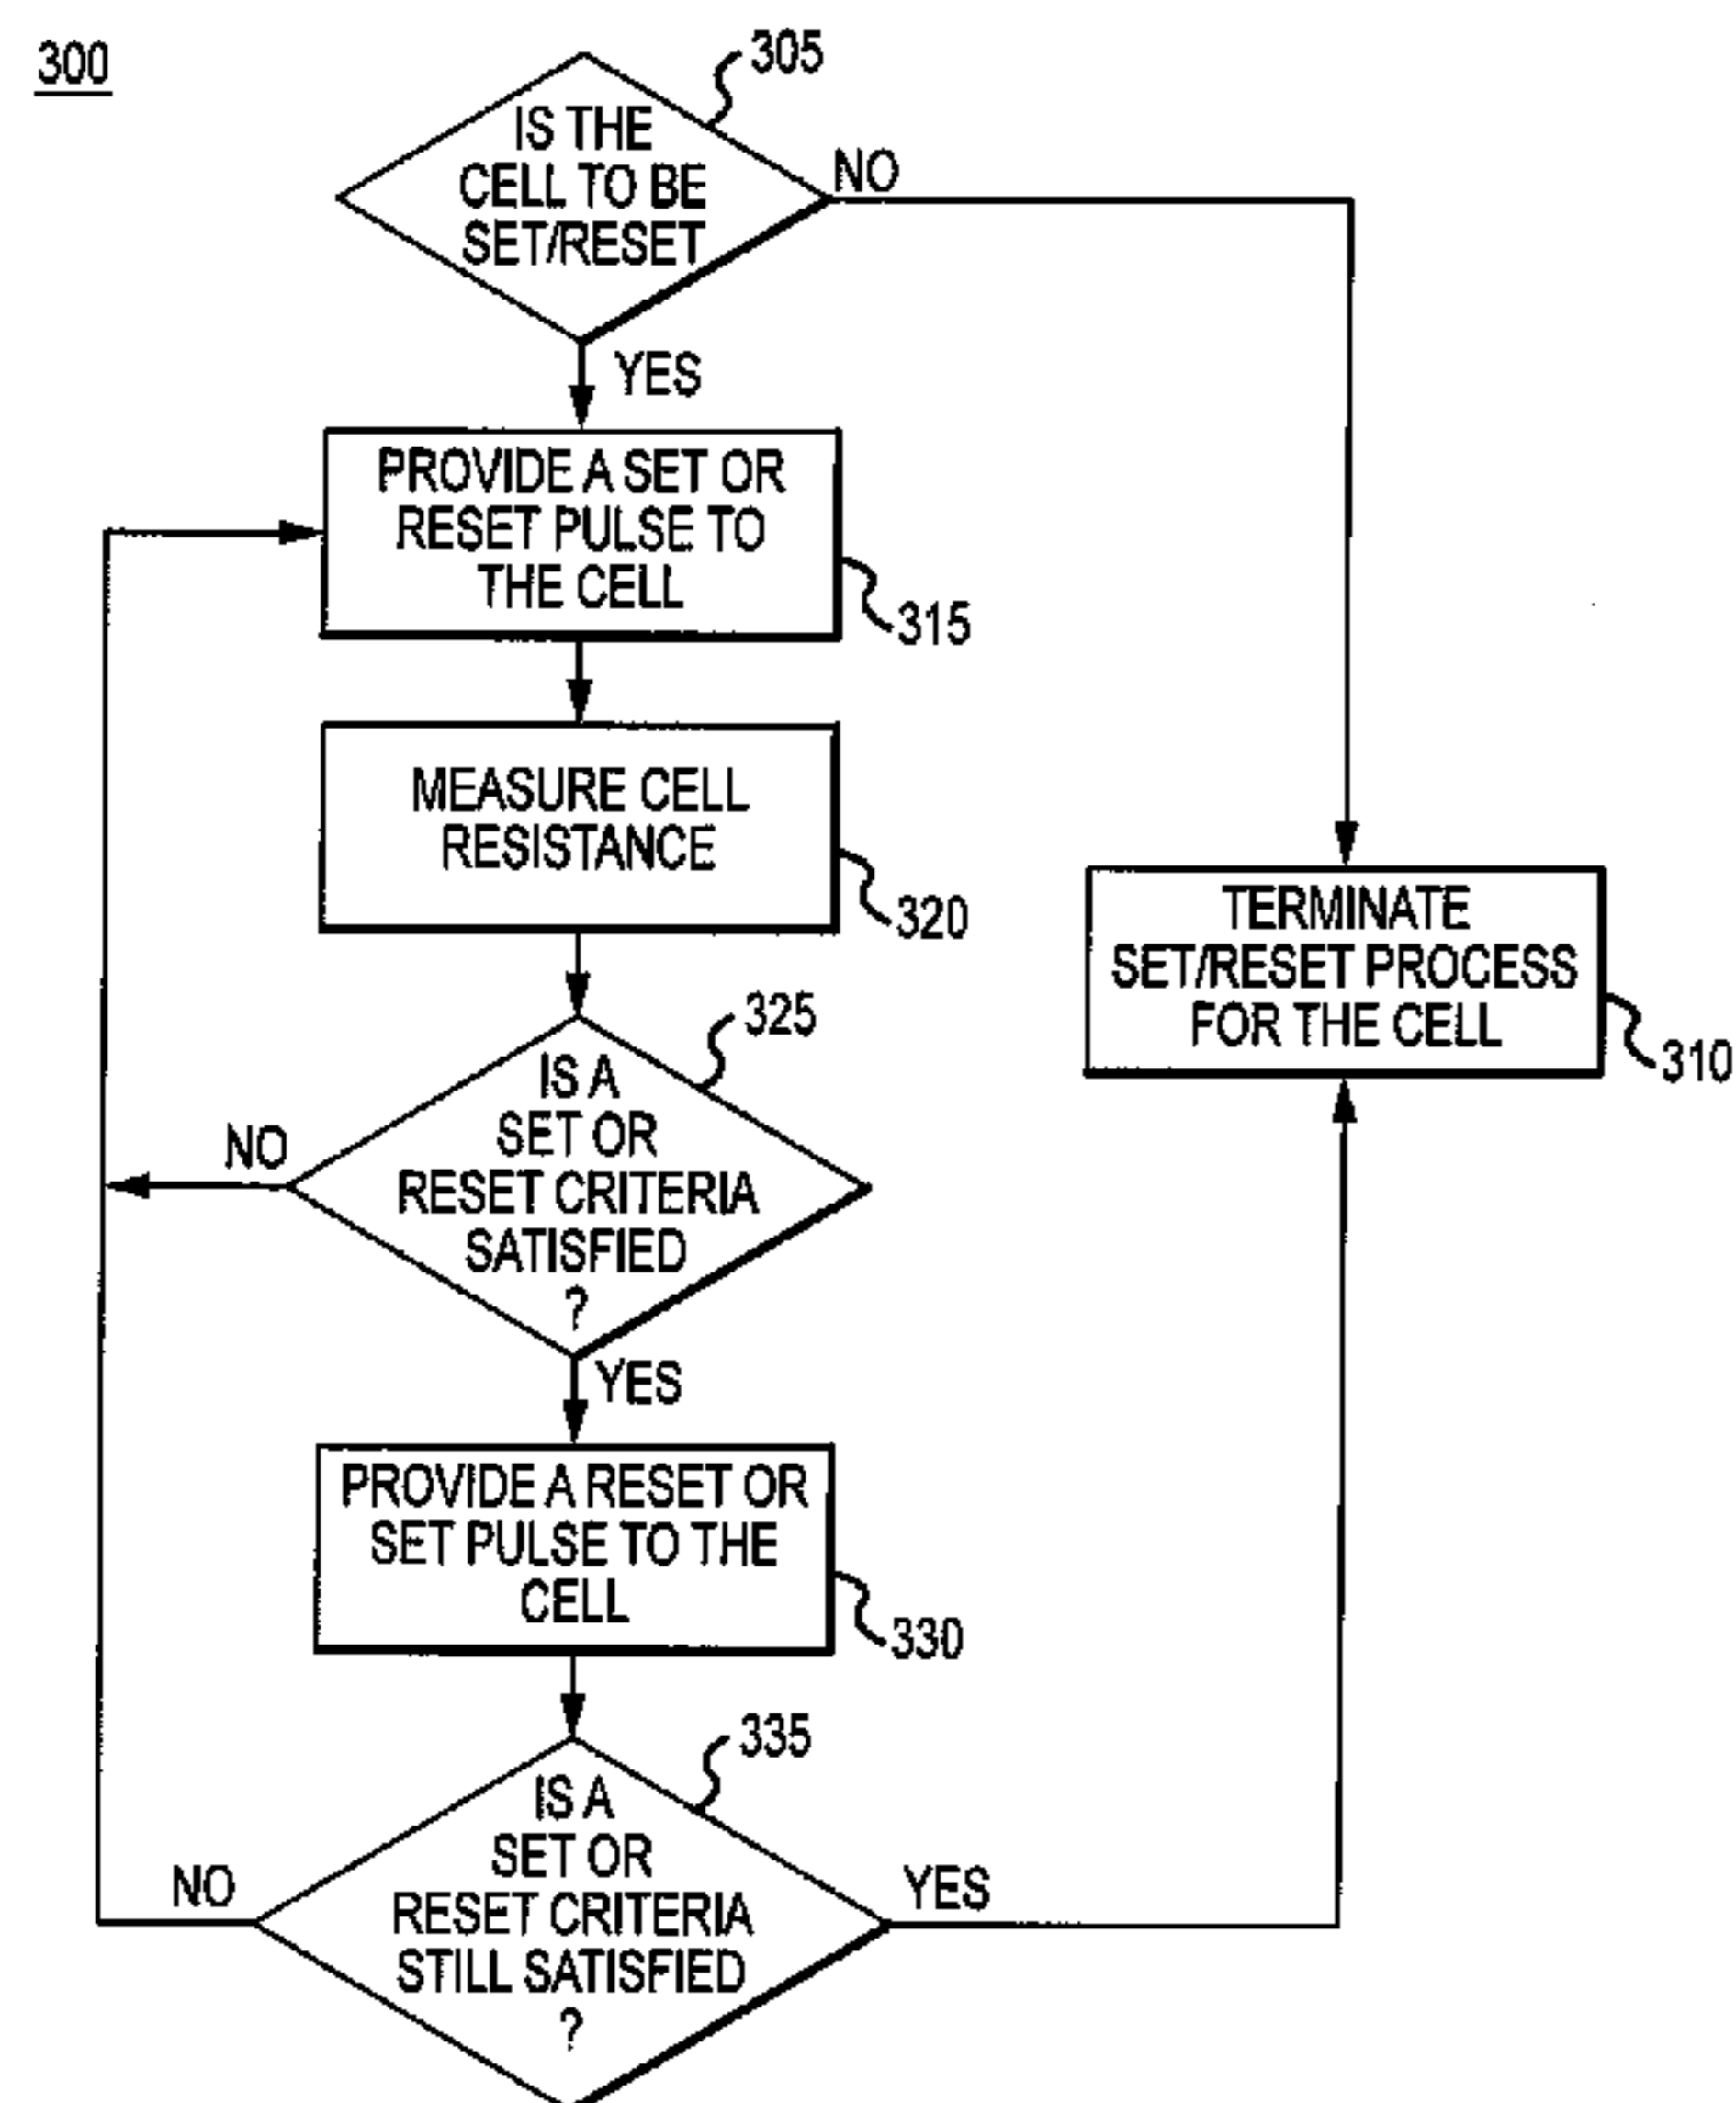 300
305
IS THE
CELL TO BE
SET/RESET
NO
YES
PROVIDE A SET OR
RESET PULSE TO
THE CELL
315
MEASURE CELL
RESISTANCE
320
TERMINATE
SET/RESET PROCESS
FOR THE CELL
310
325
IS A
SET OR
RESET CRITERIA
SATISFIED
?
NO
YES
PROVIDE A RESET OR
SET PULSE TO THE
CELL
330
335
IS A
SET OR
RESET CRITERIA
STILL SATISFIED
?
NO
YES